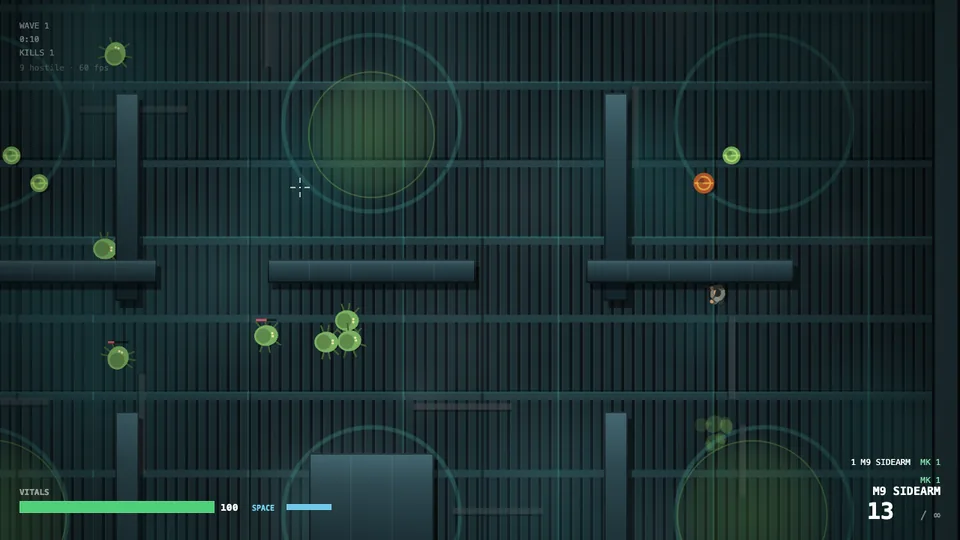 WAVE 1
0:10
KILLS 1
9 hostile · 60 fps
1 M9 SIDEARM MK 1
MK 1
M9 SIDEARM
13 / ∞
VITALS
100 SPACE